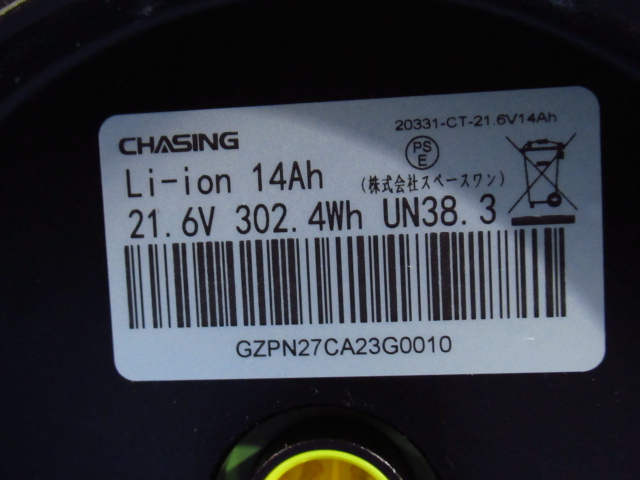 CHASING
20331-CT-21.6V14Ah
PS
E
Li-ion 14Ah
(株式会社スペースワン)
21.6V 302.4Wh UN38.3
GZPN27CA23G0010